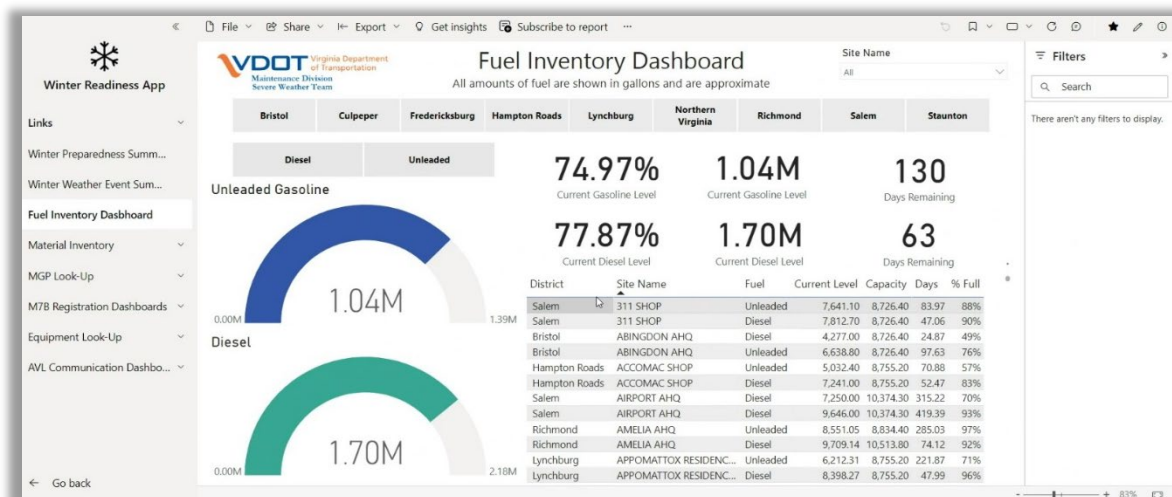 File
Share
Export
Get insights
Subscribe to report
...
Winter Readiness App
Links
Winter Preparedness Summ...
Winter Weather Event Sum...
Fuel Inventory Dasbhoard
Material Inventory
MGP Look-Up
M7B Registration Dashboards
Equipment Look-Up
AVL Communication Dashbo...
Go back
VDOT Virginia Department
of Transportation
Maintenance Division
Severe Weather Team
Fuel Inventory Dashboard
All amounts of fuel are shown in gallons and are approximate
Site Name
All
Bristol Culpeper Fredericksburg Hampton Roads Lynchburg Northern Virginia Richmond Salem Staunton
Diesel Unleaded
Unleaded Gasoline
1.04M
0.00M 1.39M
Diesel
1.70M
0.00M 2.18M
74.97% 1.04M 130
Current Gasoline Level Current Gasoline Level Days Remaining
77.87% 1.70M 63
Current Diesel Level Current Diesel Level Days Remaining
District Site Name Fuel Current Level Capacity Days % Full
Salem 311 SHOP Unleaded 7,641.10 8,726.40 83.97 88%
Salem 311 SHOP Diesel 7,812.70 8,726.40 47.06 90%
Bristol ABINGDON AHQ Diesel 4,277.00 8,726.40 24.87 49%
Bristol ABINGDON AHQ Unleaded 6,638.80 8,726.40 97.63 76%
Hampton Roads ACCOMAC SHOP Unleaded 5,032.40 8,755.20 70.88 57%
Hampton Roads ACCOMAC SHOP Diesel 7,241.00 8,755.20 52.47 83%
Salem AIRPORT AHQ Diesel 7,250.00 10,374.30 315.22 70%
Salem AIRPORT AHQ Diesel 9,646.00 10,374.30 419.39 93%
Richmond AMELIA AHQ Unleaded 8,551.05 8,834.40 285.03 97%
Richmond AMELIA AHQ Diesel 9,709.14 10,513.80 74.12 92%
Lynchburg APPOMATTOX RESIDENC... Unleaded 6,212.31 8,755.20 221.87 71%
Lynchburg APPOMATTOX RESIDENC... Diesel 8,398.27 8,755.20 47.99 96%
Filters
Search
There aren't any filters to display.
83%